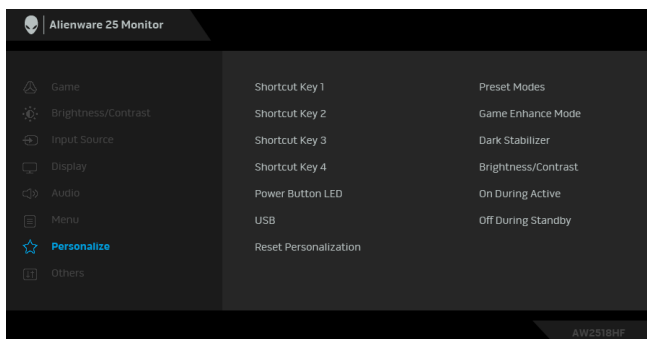 Alienware 25 Monitor
Game
Brightness/Contrast
Input Source
Display
Audio
Menu
Personalize
Others
Shortcut Key 1 Preset Modes
Shortcut Key 2 Game Enhance Mode
Shortcut Key 3 Dark Stabilizer
Shortcut Key 4 Brightness/Contrast
Power Button LED On During Active
USB Off During Standby
Reset Personalization
AW2518HF